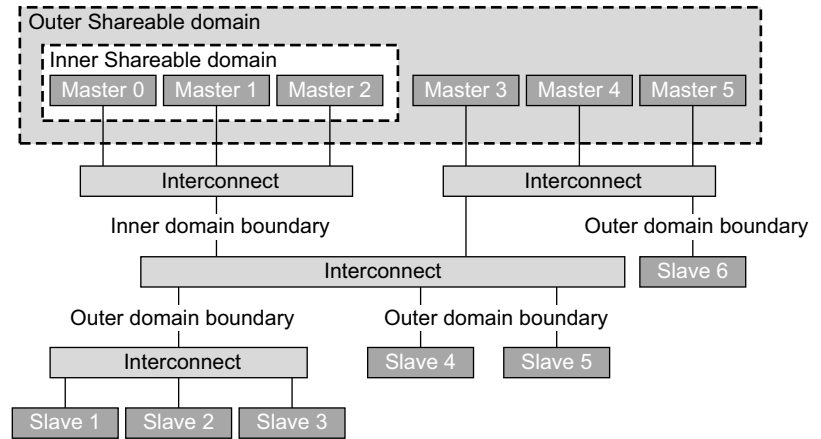 Outer Shareable domain
Inner Shareable domain
Master 0 Master 1 Master 2 Master 3 Master 4 Master 5
Interconnect Interconnect
Inner domain boundary Outer domain boundary
Interconnect Slave 6
Outer domain boundary Outer domain boundary
Interconnect Slave 4 Slave 5
Slave 1 Slave 2 Slave 3